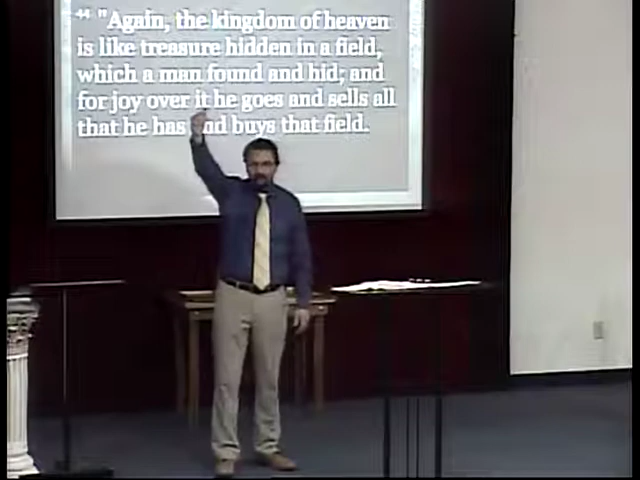 44 "Again, the kingdom of heaven
is like treasure hidden in a field,
which a man found and hid; and
for joy over it he goes and sells all
that he has and buys that field.